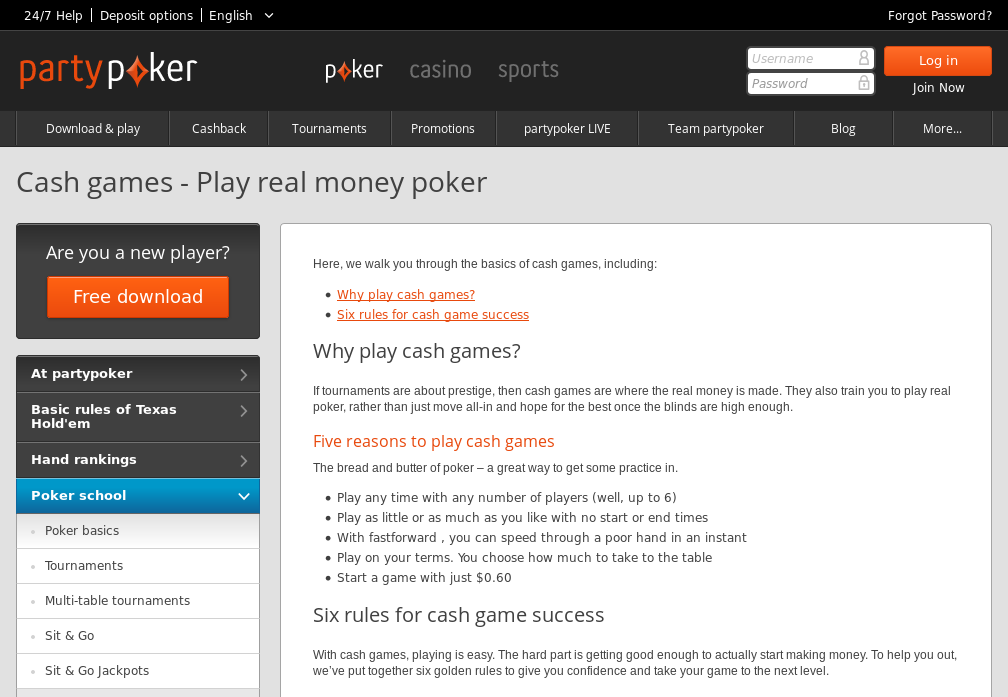 24/7 Help
Deposit options
English
Forgot Password?
partypoker
poker
casino
sports
Username
Password
Log in
Join Now
Download & play
Cashback
Tournaments
Promotions
partypoker LIVE
Team partypoker
Blog
More...
Cash games - Play real money poker
Are you a new player?
Free download
At partypoker
Basic rules of Texas
Hold'em
Hand rankings
Poker school
Poker basics
Tournaments
Multi-table tournaments
Sit & Go
Sit & Go Jackpots
Here, we walk you through the basics of cash games, including:
Why play cash games?
Six rules for cash game success
Why play cash games?
If tournaments are about prestige, then cash games are where the real money is made. They also train you to play real
poker, rather than just move all-in and hope for the best once the blinds are high enough.
Five reasons to play cash games
The bread and butter of poker – a great way to get some practice in.
Play any time with any number of players (well, up to 6)
Play as little or as much as you like with no start or end times
With fastforward , you can speed through a poor hand in an instant
Play on your terms. You choose how much to take to the table
Start a game with just $0.60
Six rules for cash game success
With cash games, playing is easy. The hard part is getting good enough to actually start making money. To help you out,
we’ve put together six golden rules to give you confidence and take your game to the next level.